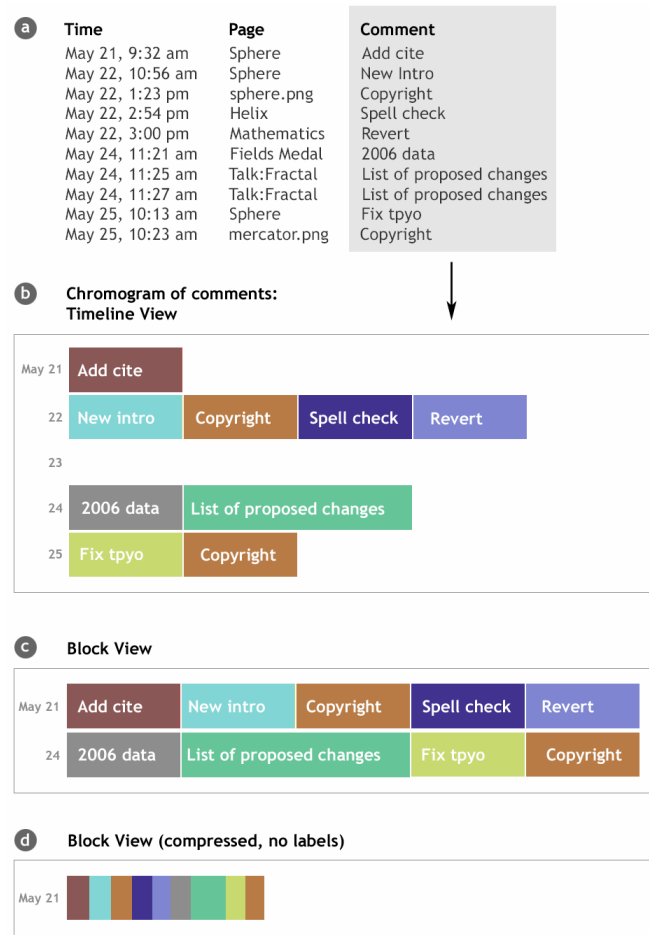 a
Time Page Comment
May 21, 9:32 am Sphere Add cite
May 22, 10:56 am Sphere New Intro
May 22, 1:23 pm sphere.png Copyright
May 22, 2:54 pm Helix Spell check
May 22, 3:00 pm Mathematics Revert
May 24, 11:21 am Fields Medal 2006 data
May 24, 11:25 am Talk:Fractal List of proposed changes
May 24, 11:27 am Talk:Fractal List of proposed changes
May 25, 10:13 am Sphere Fix tpyo
May 25, 10:23 am mercator.png Copyright
b Chromogram of comments:
Timeline View
May 21 Add cite
22 New intro Copyright Spell check Revert
23
24 2006 data List of proposed changes
25 Fix tpyo Copyright
c Block View
May 21 Add cite New intro Copyright Spell check Revert
24 2006 data List of proposed changes Fix tpyo Copyright
d Block View (compressed, no labels)
May 21